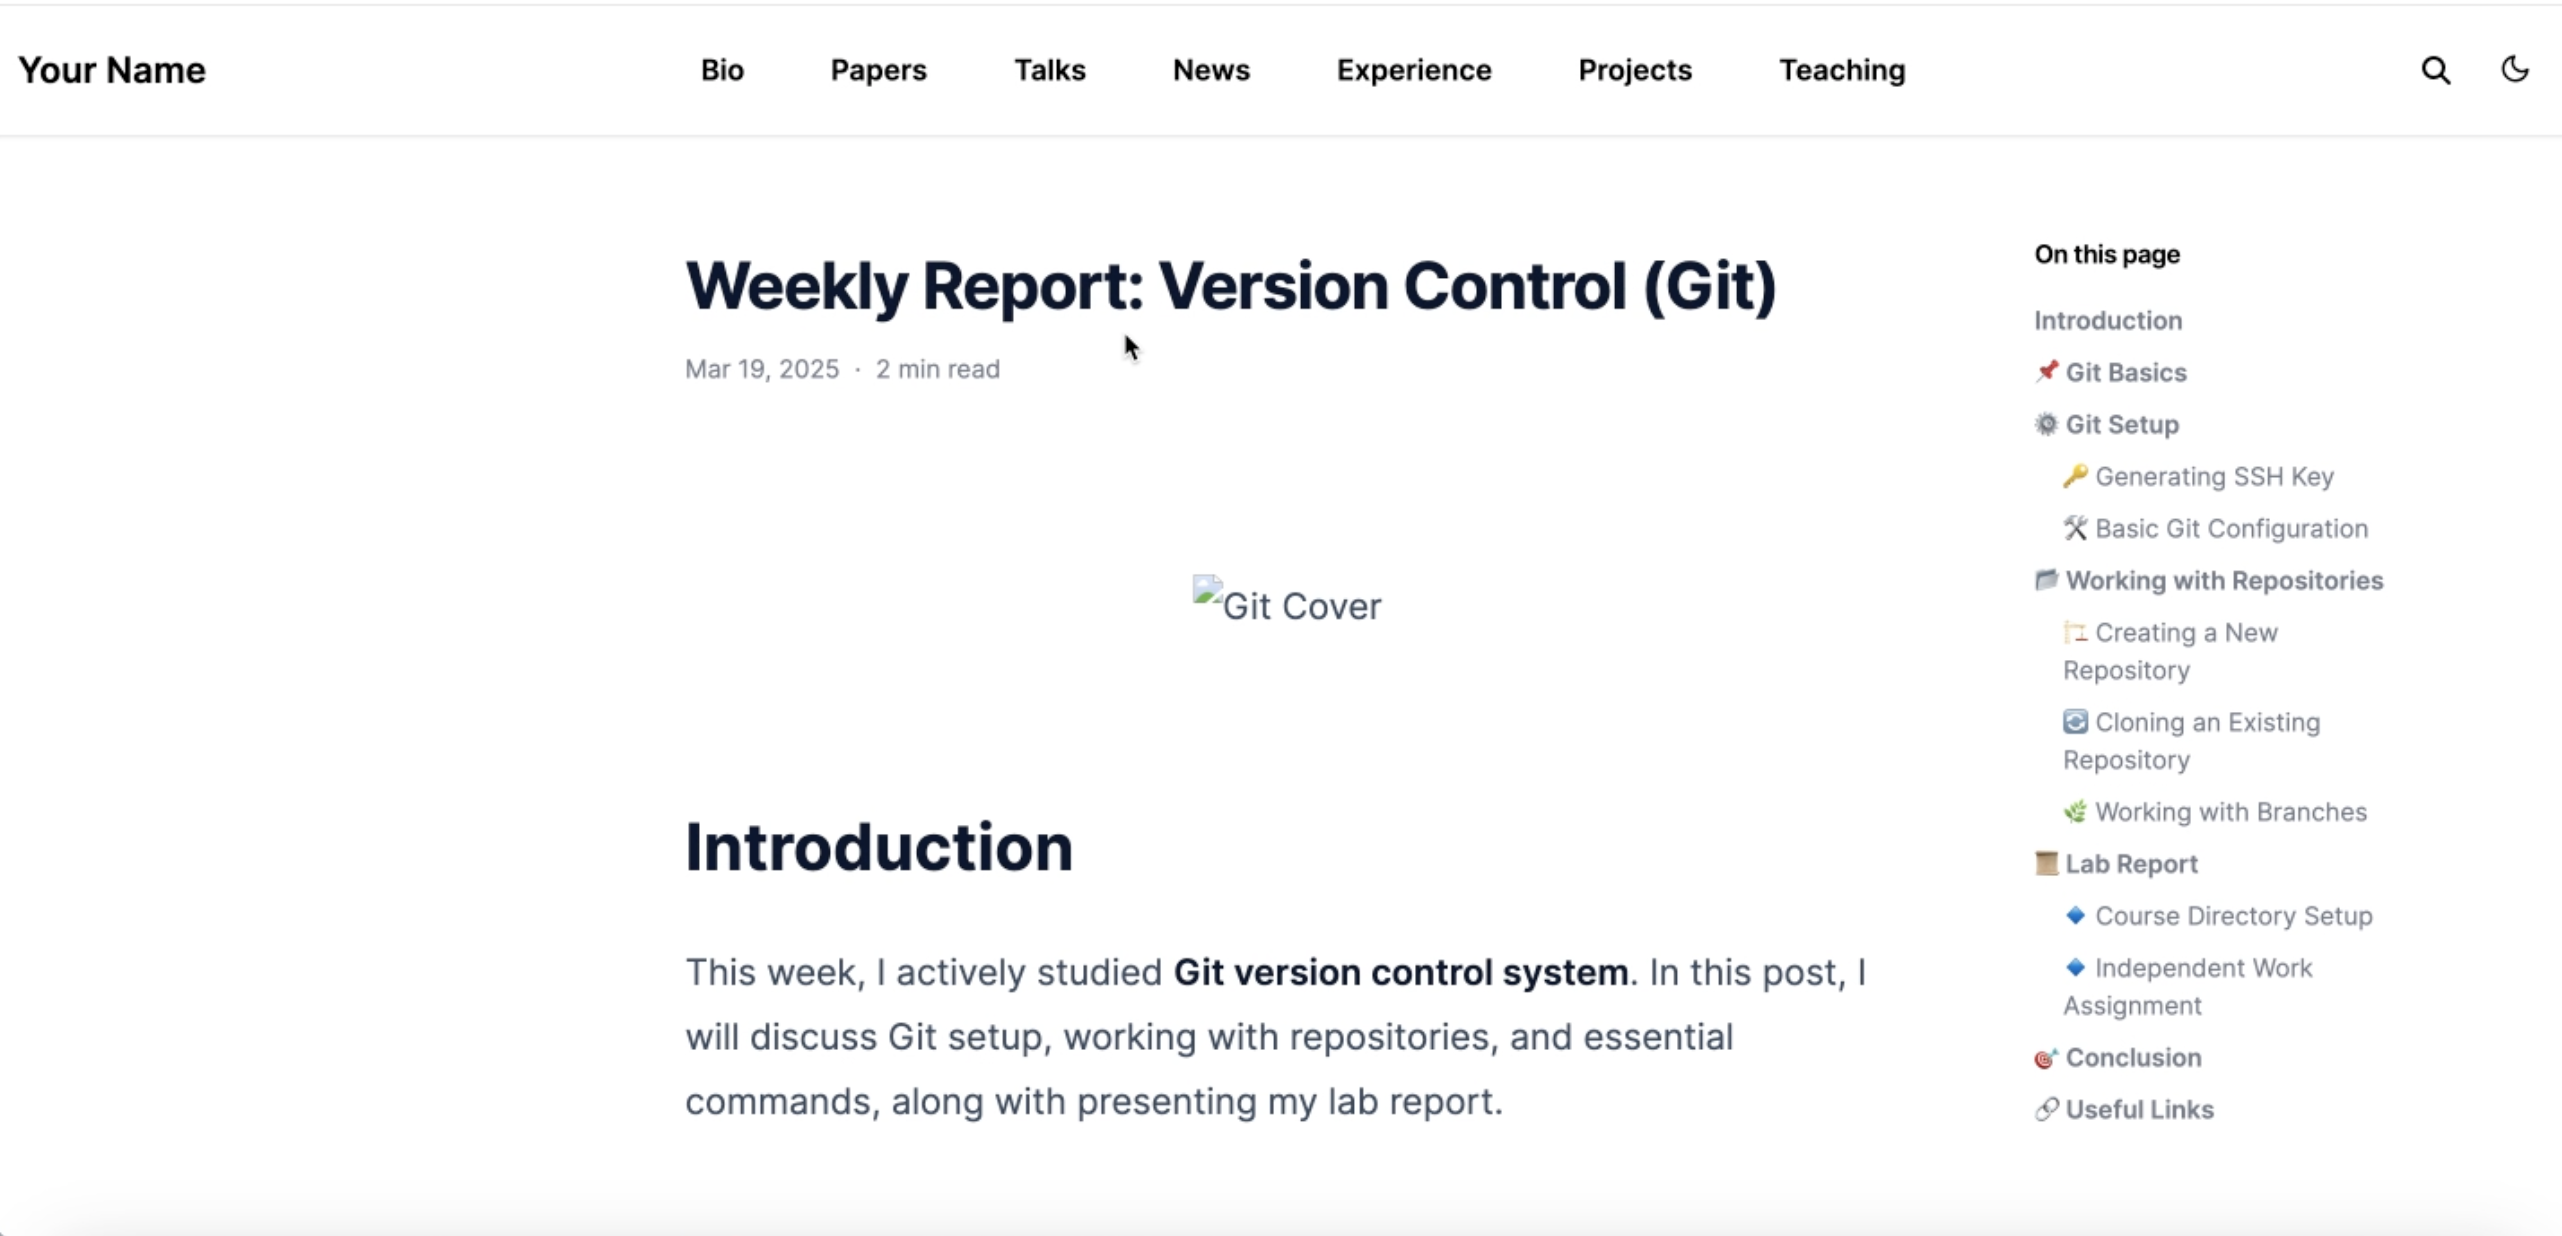 Your Name
Bio Papers Talks News Experience Projects Teaching
Weekly Report: Version Control (Git)
Mar 19, 2025 · 2 min read
Git Cover
Introduction
This week, I actively studied Git version control system. In this post, I
will discuss Git setup, working with repositories, and essential
commands, along with presenting my lab report.
On this page
Introduction
📌 Git Basics
⚙️ Git Setup
🔑 Generating SSH Key
🛠 Basic Git Configuration
📂 Working with Repositories
🏗 Creating a New
Repository
🔄 Cloning an Existing
Repository
🌿 Working with Branches
📜 Lab Report
🔹 Course Directory Setup
🔹 Independent Work
Assignment
🎯 Conclusion
🔗 Useful Links